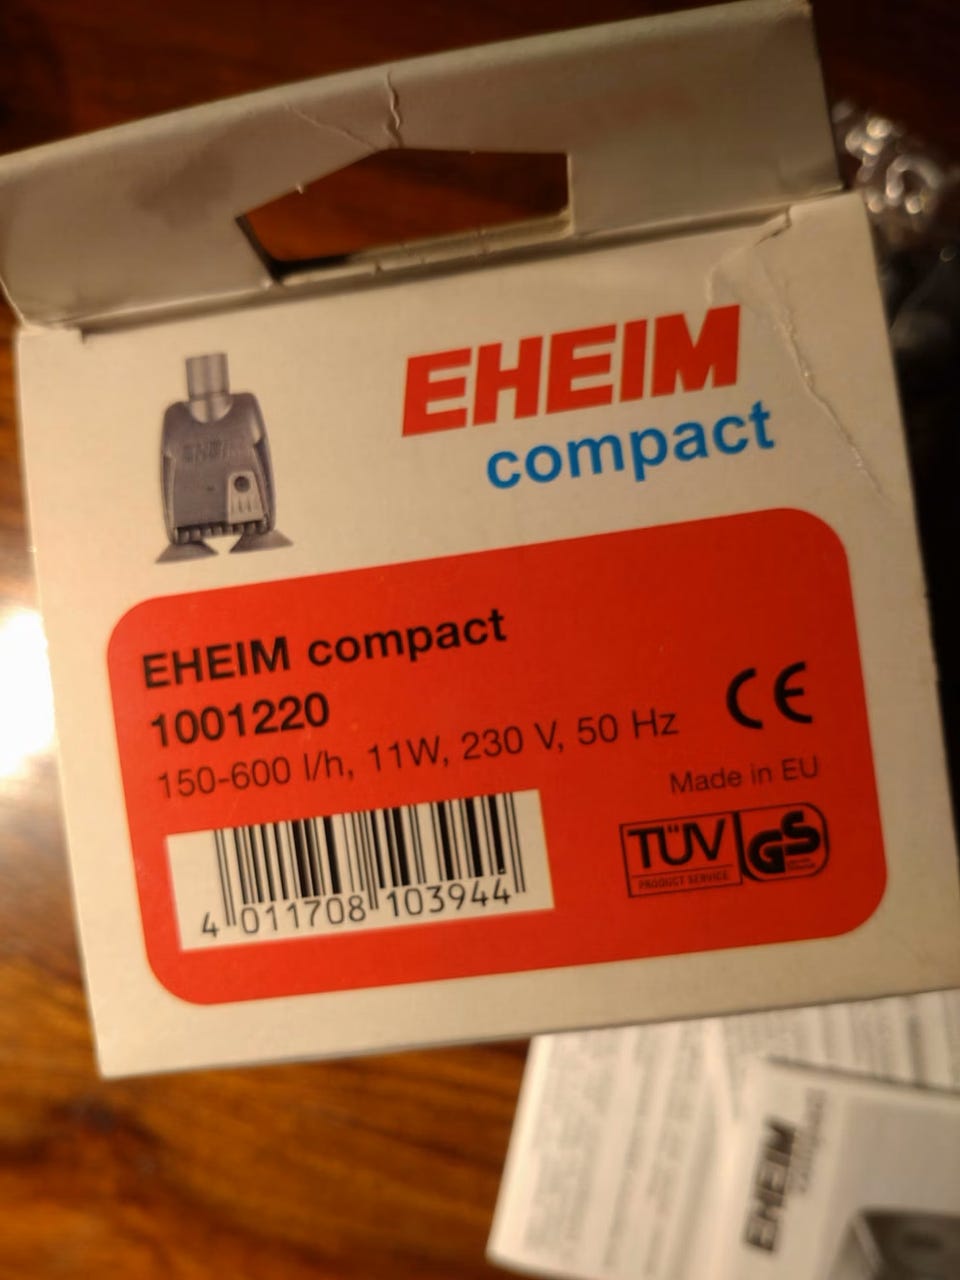 EHEIM
EHEIM
compact
EHEIM compact
1001220
150-600 l/h, 11W, 230 V, 50 Hz
CE
Made in EU
TÜV
PRODUCT SERVICE
GS
4 011708 103944
EHEIM